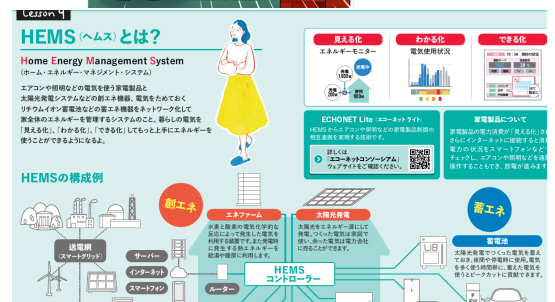 Lesson 9
HEMS（ヘムス）とは？
Home Energy Management System
（ホーム・エネルギー・マネジメント・システム）
エアコンや照明などの電気を使う家電製品と
太陽光発電システムなどの創エネ機器、電気をためておく
リチウムイオン蓄電池などの蓄エネ機器をネットワーク化して
家全体のエネルギーを管理するシステムのこと。暮らしの電気を
「見える化」、「わかる化」、「できる化」してもっと上手にエネルギーを
使うことができるようになるよ。
見える化
エネルギーモニター
わかる化
電気使用状況
できる化
ECHONET Lite（エコーネット ライト）
HEMSからエアコンや照明などの家電製品制御の
相互連携を実現する技術です。
詳しくは
「エコーネットコンソーシアム」
ウェブサイトをご確認ください。
家電製品について
家電製品の電力消費が「見える化」され
さらにインターネットに接続すると消費
電力の状況をスマートフォンなどで
チェックし、エアコンや照明などを遠隔
操作することもでき、節電が進みます
HEMSの構成例
創エネ
エネファーム
水素と酸素の電気化学的な
反応によって発生した電気を
利用する装置です。また発電時
に発生する熱エネルギーを
給湯や暖房に利用します。
太陽光発電
太陽光をエネルギー源にして
発電。つくった電気は家庭で
使い、余った電気は電力会社
に売ることができます。
蓄エネ
蓄電池
太陽光発電でつくった電気を蓄え
ておき、夜間や停電時に使用。電気
を多く使う時間帯に、蓄えた電気を
使うとピークカットに貢献できます。
送電網
（スマートグリッド）
サーバー
インターネット
スマートフォン
ルーター
HEMS
コントローラー